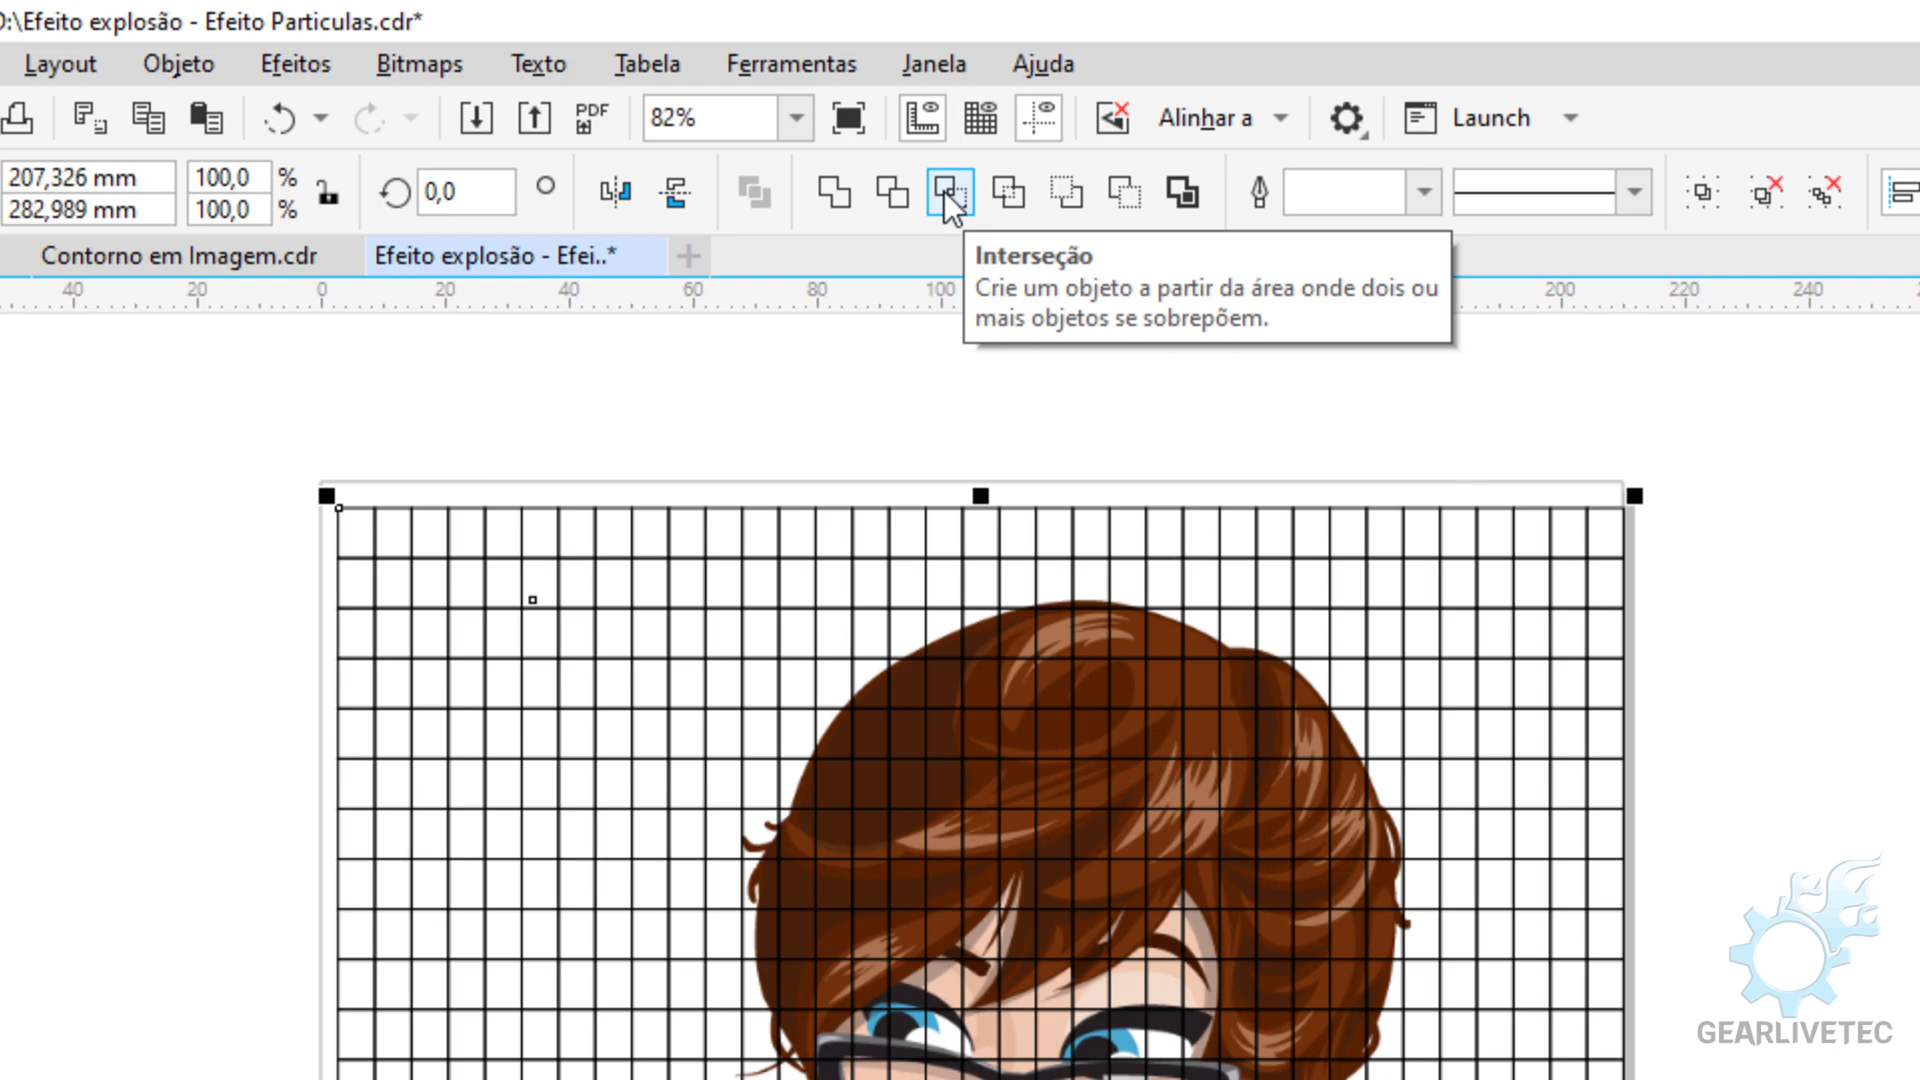 D:\Efeito explosão - Efeito Particulas.cdr*
Layout Objeto Efeitos Bitmaps Texto Tabela Ferramentas Janela Ajuda
PDF 82% Alinhar a Launch
207,326 mm 100,0 %
282,989 mm 100,0 %
0,0
Contorno em Imagem.cdr Efeito explosão - Efei..*
Interseção
Crie um objeto a partir da área onde dois ou
mais objetos se sobrepõem.
40 20 0 20 40 60 80 100 200 220 240
GEARLIVETEC